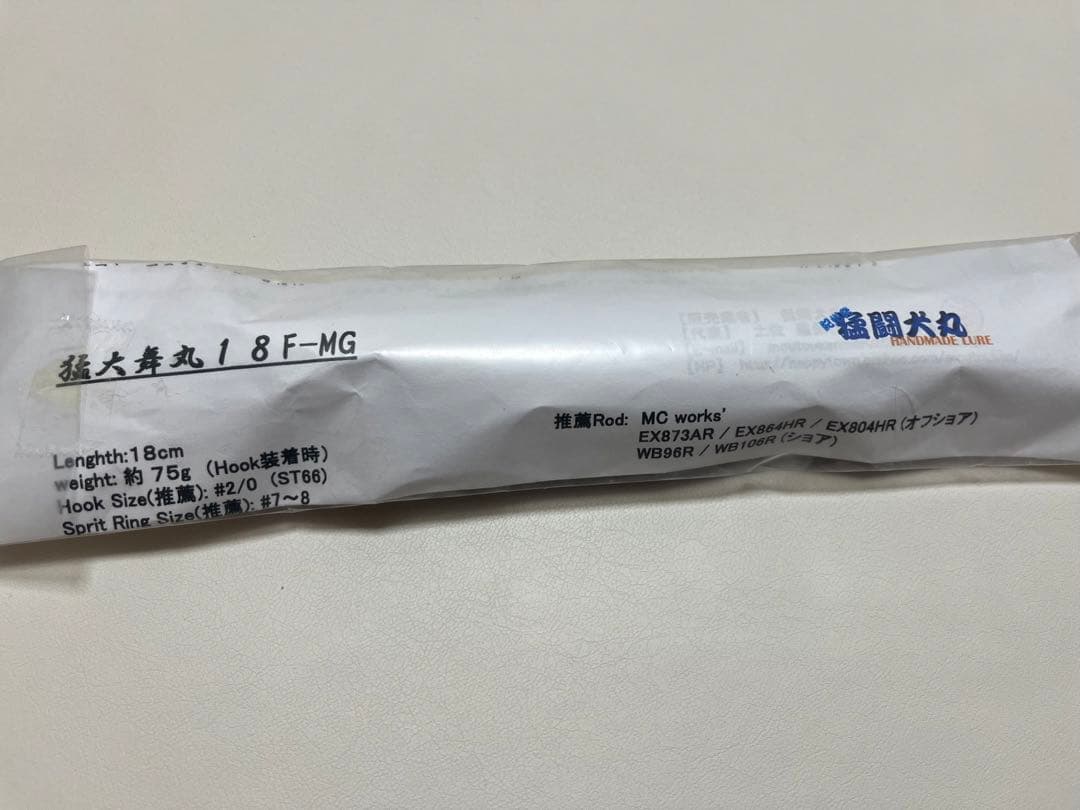 猛大舞丸18F-MG
Lenghth:18cm
weight: 約 75g (Hook装着時)
Hook Size(推薦): #2/0 (ST66)
Sprit Ring Size(推薦): #7～8
猛闘犬丸
HANDMADE LURE
推薦Rod: MC works'
EX873AR / EX864HR / EX804HR(オフショア)
WB96R / WB106R(ショア)